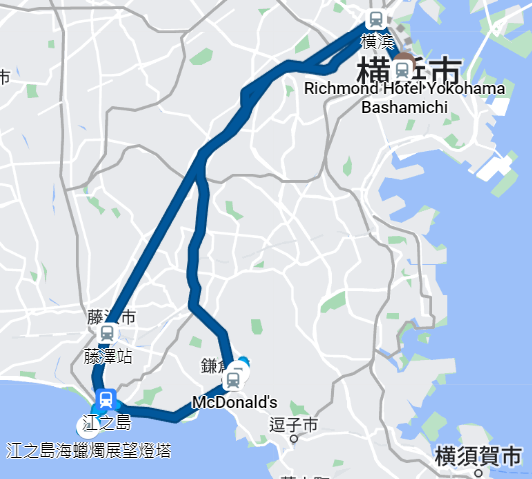 横浜
横浜市
Richmond Hotel Yokohama
Bashamichi
市
藤沢市
藤澤站
鎌倉
McDonald's
江之島
江之島海蠟燭展望燈塔
逗子市
横須賀市